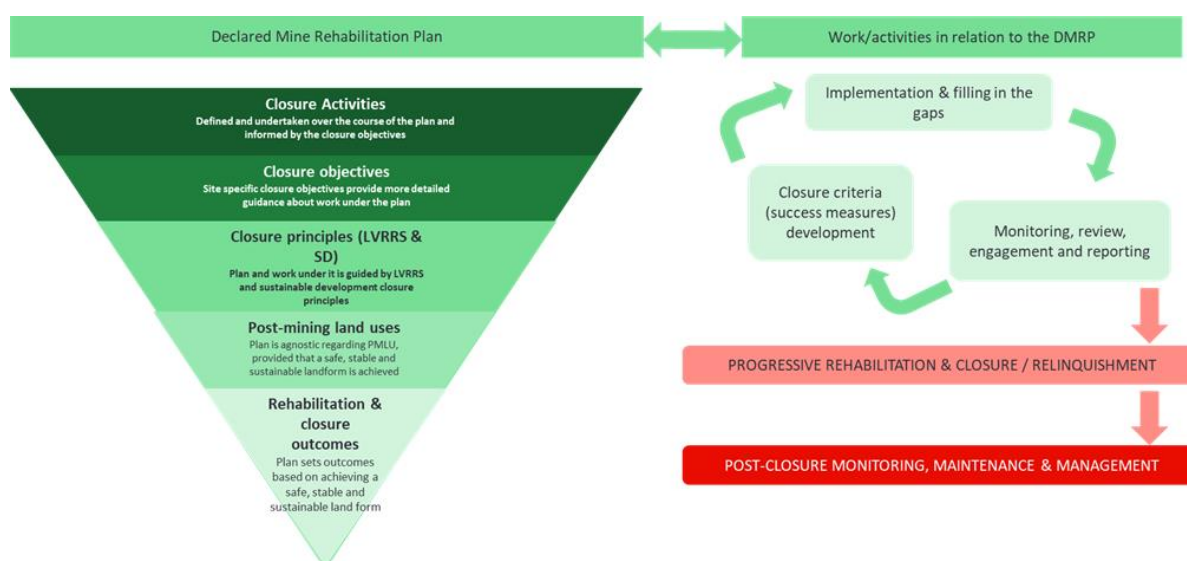 Declared Mine Rehabilitation Plan
Work/activities in relation to the DMRP
Closure Activities
Defined and undertaken over the course of the plan and
informed by the closure objectives
Closure objectives
Site specific closure objectives provide more detailed
guidance about work under the plan
Closure principles (LVRRS &
SD)
Plan and work under it is guided by LVRRS
and sustainable development closure
principles
Post-mining land uses
Plan is agnostic regarding PMLU,
provided that a safe, stable and
sustainable landform is achieved
Rehabilitation &
closure
outcomes
Plan sets outcomes
based on achieving a
safe, stable and
sustainable land form
Implementation & filling in the
gaps
Closure criteria
(success measures)
development
Monitoring, review,
engagement and reporting
PROGRESSIVE REHABILITATION & CLOSURE / RELINQUISHMENT
POST-CLOSURE MONITORING, MAINTENANCE & MANAGEMENT